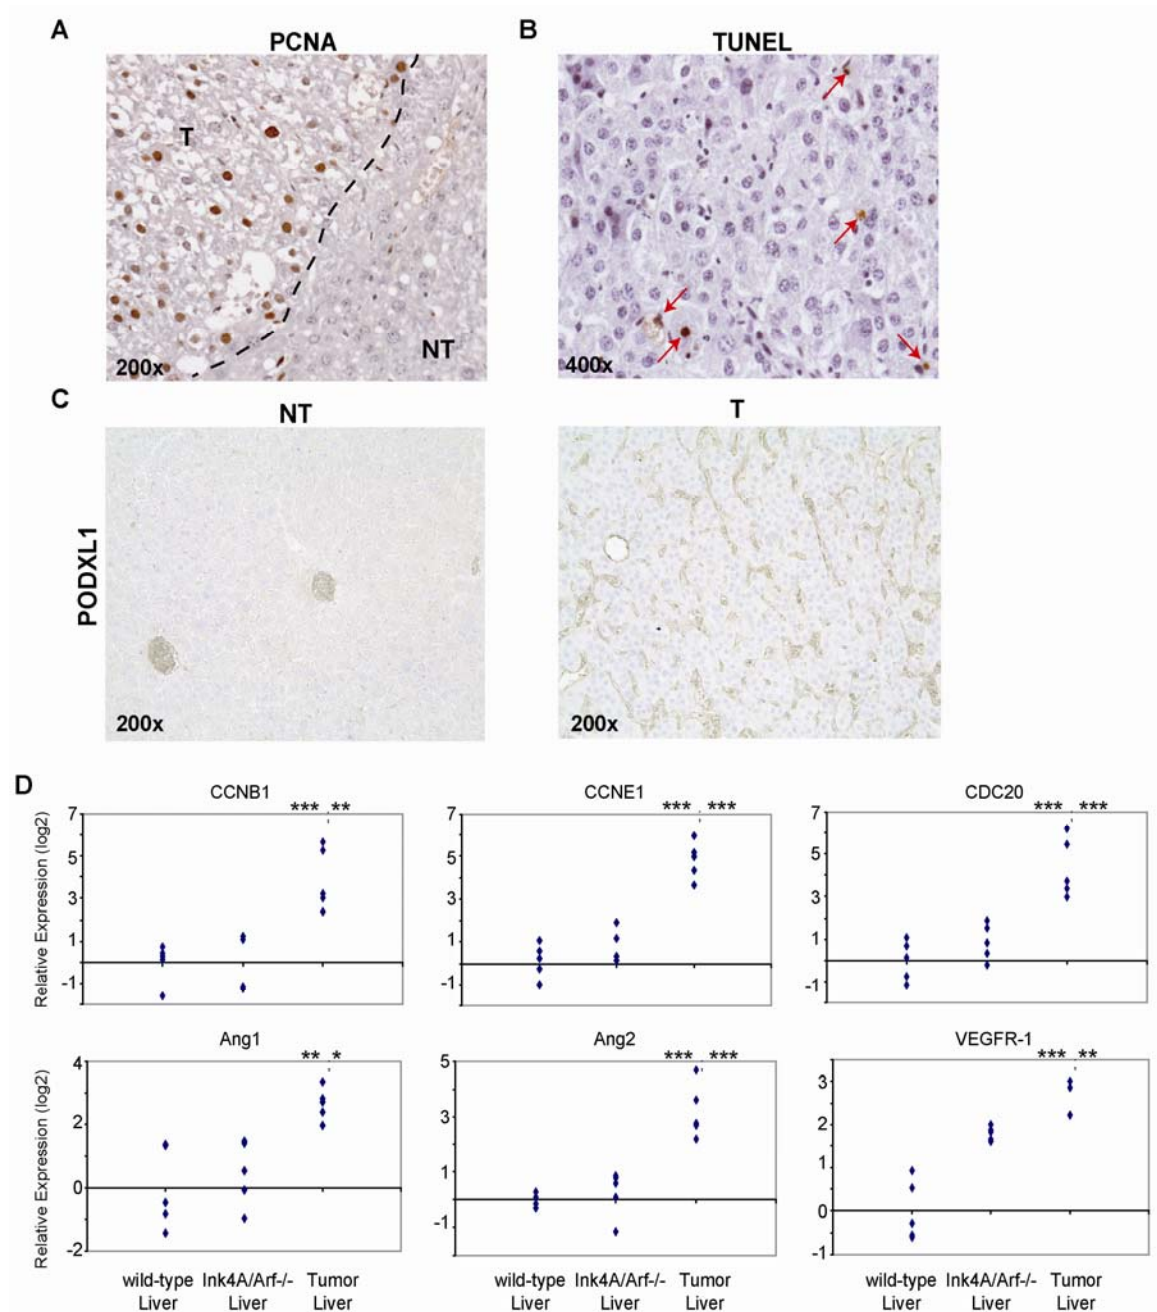 A
PCNA
T
NT
200x
B
TUNEL
400x
C
NT
T
PODXL1
200x
200x
D
CCNB1
*** **
Relative Expression (log2)
7
5
3
1
-1
CCNE1
*** ***
7
5
3
1
-1
CDC20
*** ***
7
5
3
1
-1
Ang1
** *
Relative Expression (log2)
4
2
0
-2
Ang2
*** ***
5
3
1
-1
VEGFR-1
*** **
3
2
1
0
-1
wild-type Ink4A/Arf-/- Tumor
Liver Liver Liver
wild-type Ink4A/Arf-/- Tumor
Liver Liver Liver
wild-type Ink4A/Arf-/- Tumor
Liver Liver Liver